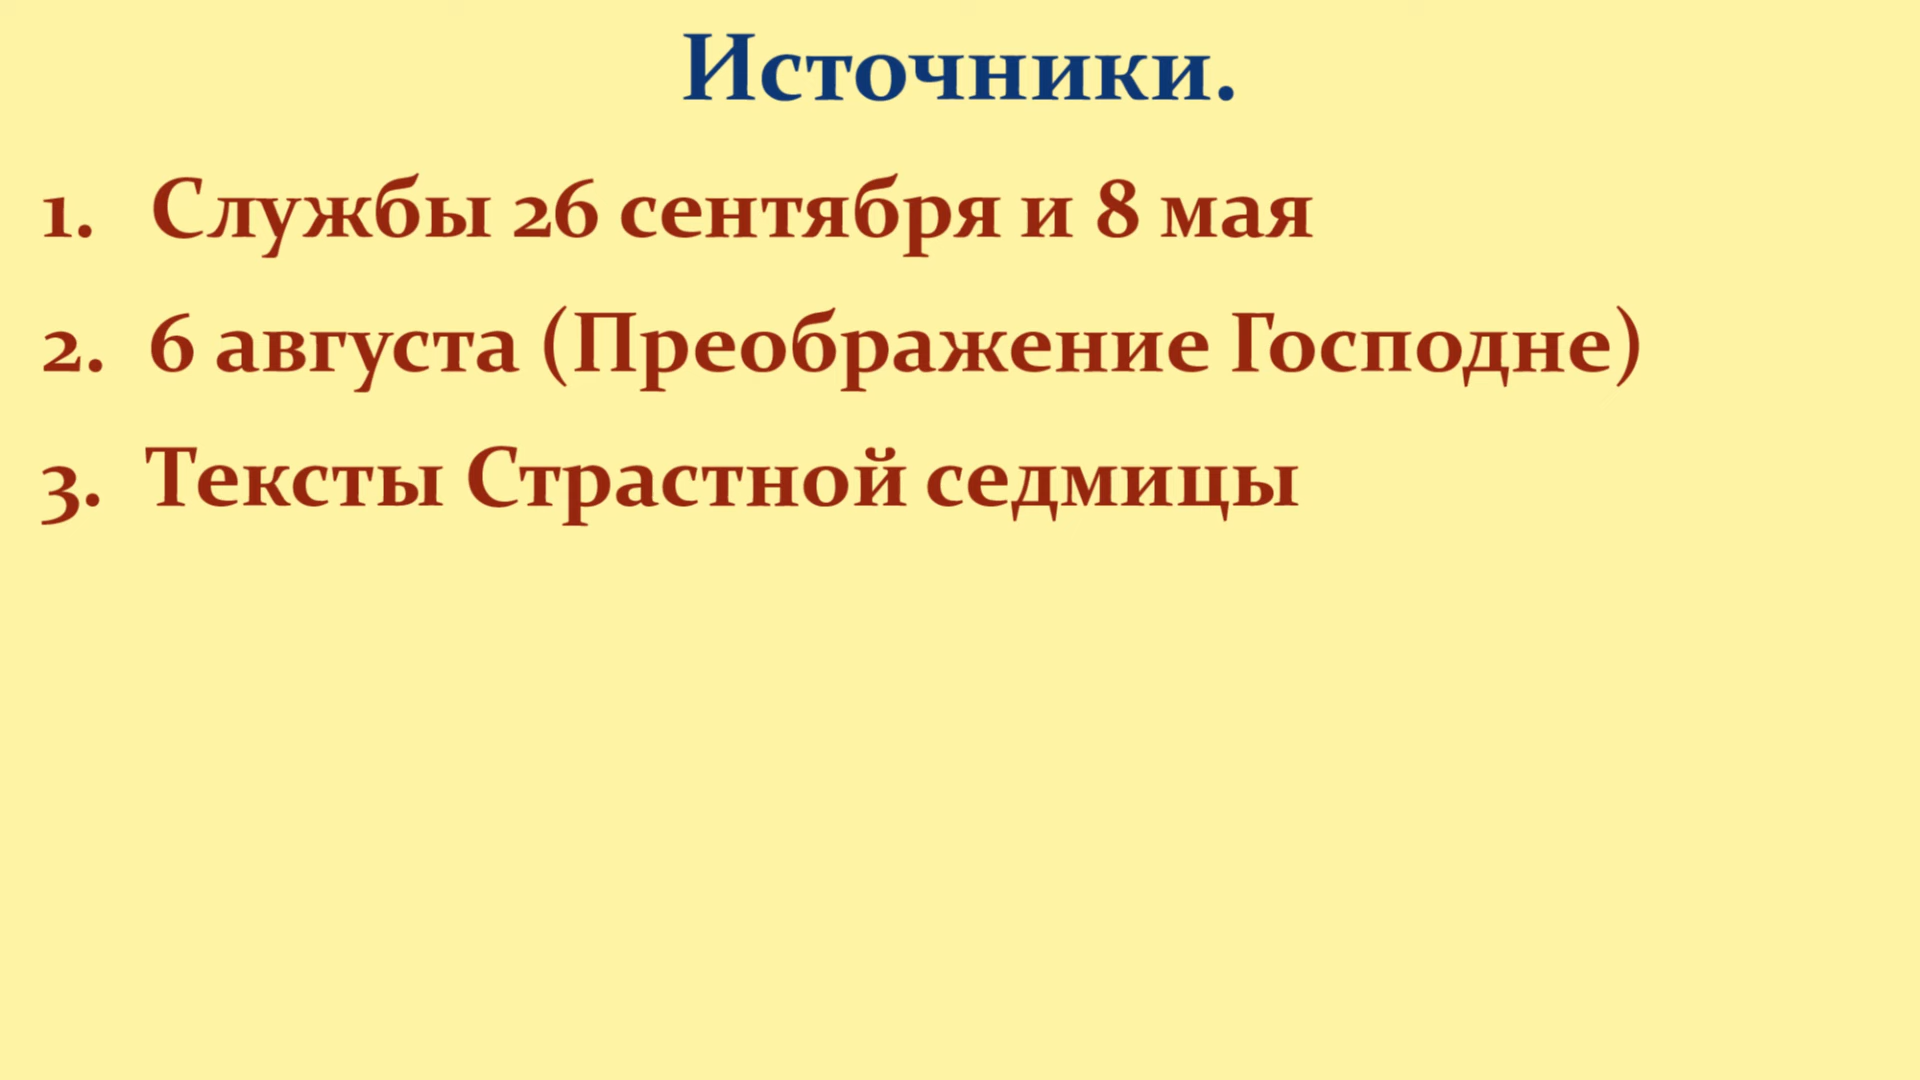 Источники.
1. Службы 26 сентября и 8 мая
2. 6 августа (Преображение Господне)
3. Тексты Страстной седмицы